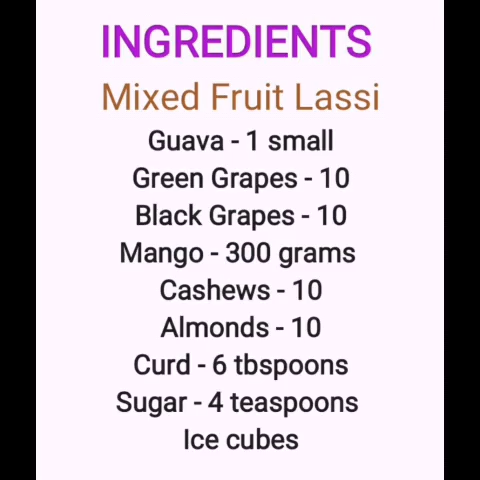 INGREDIENTS
Mixed Fruit Lassi
Guava - 1 small
Green Grapes - 10
Black Grapes - 10
Mango - 300 grams
Cashews - 10
Almonds - 10
Curd - 6 tbspoons
Sugar - 4 teaspoons
Ice cubes